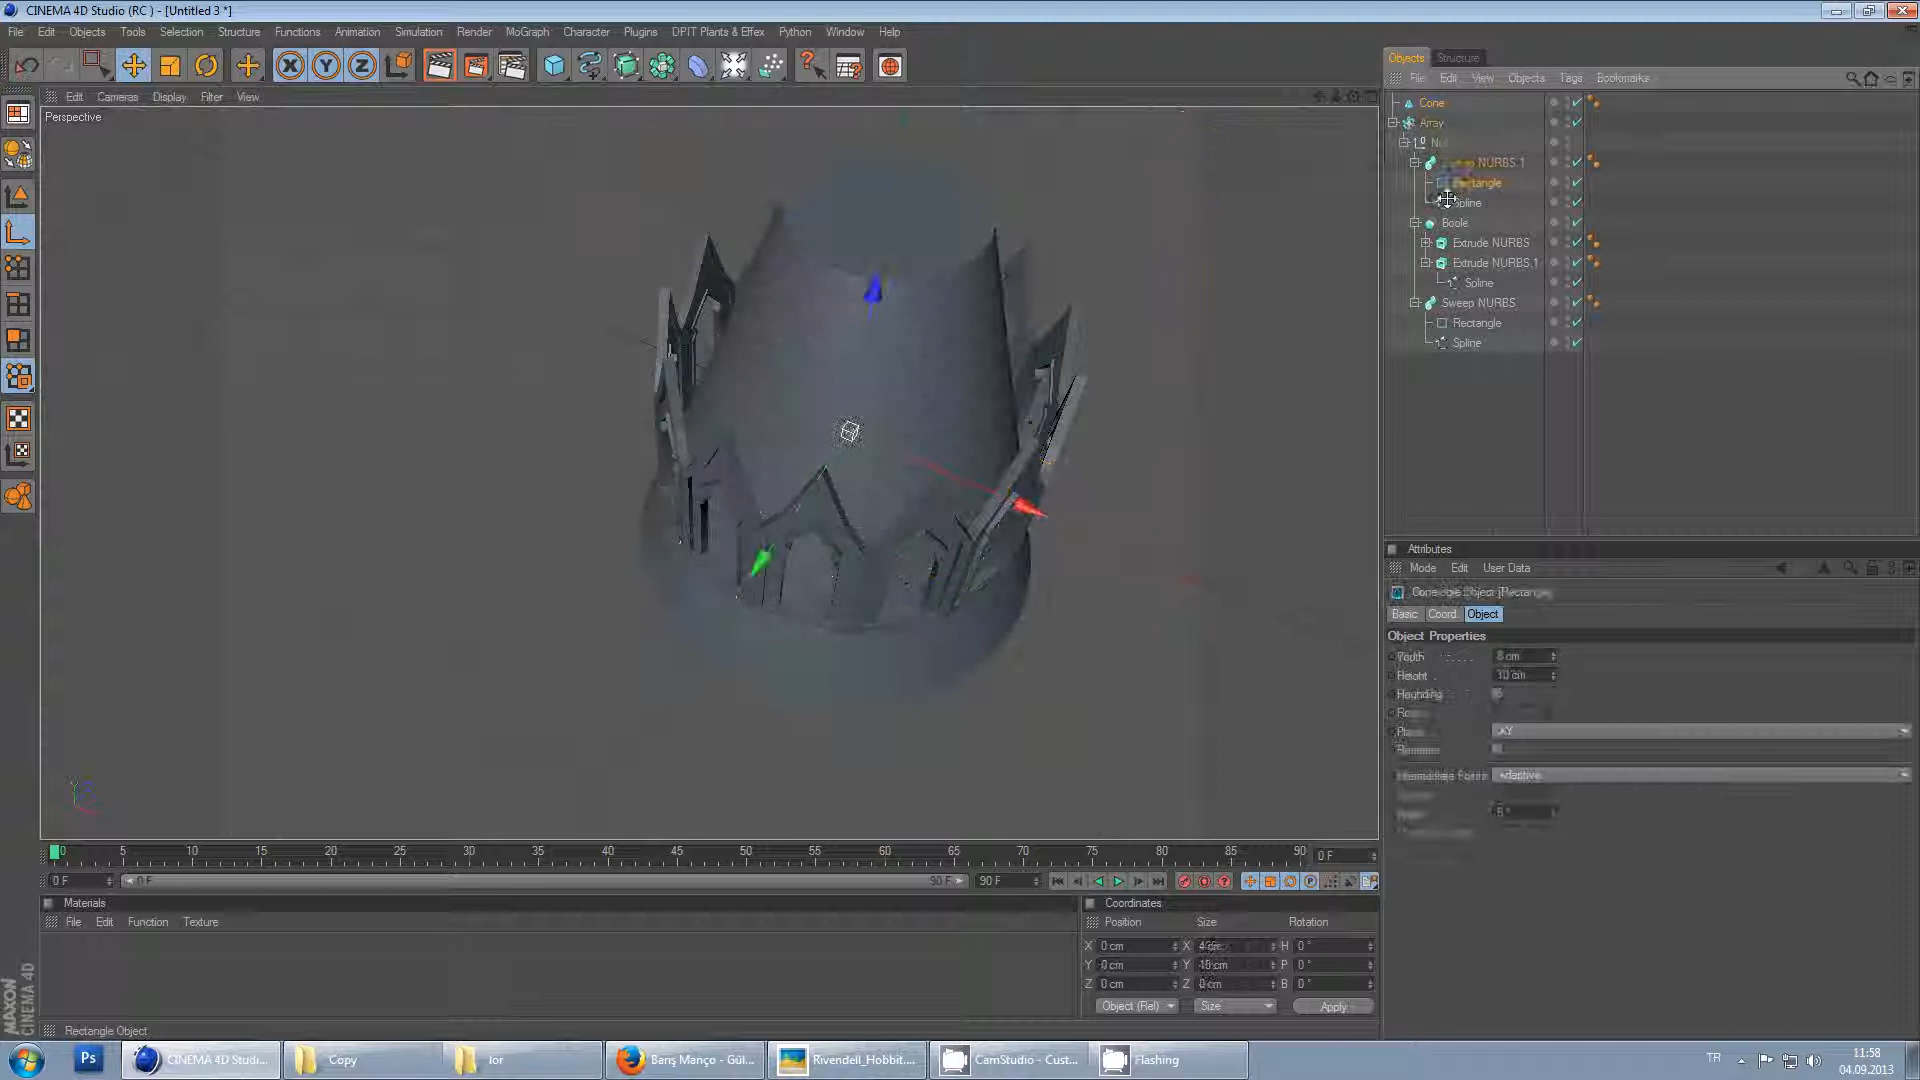 CINEMA 4D Studio (RC ) - [Untitled 3 *]
File Edit Objects Tools Selection Structure Functions Animation Simulation Render MoGraph Character Plugins DPIT Plants & Effex Python Window Help
Edit Cameras Display Filter View
Perspective
Objects Structure
File Edit View Objects Tags Bookmarks
Cone
Array
NURBS.1
Rectangle
Spline
Boole
Extrude NURBS
Extrude NURBS.1
Spline
Sweep NURBS
Rectangle
Spline
Attributes
Mode Edit User Data
Basic Coord. Object
Object Properties
0 5 10 15 20 25 30 35 40 45 50 55 60 65 70 75 80 85 90 0 F
0 F 0 F 90 F 90 F
Materials
File Edit Function Texture
Coordinates
Position Size Rotation
X 0 cm X H 0 °
Y 0 cm Y P 0 °
Z 0 cm Z 0 cm B 0 °
Object (Rel) Size Apply
MAXON
CINEMA 4D
Rectangle Object
Ps CINEMA 4D Studi... Copy lor Barış Manço - Gül... Rivendell_Hobbit.... CamStudio - Cust... Flashing TR 11:58
04.09.2013